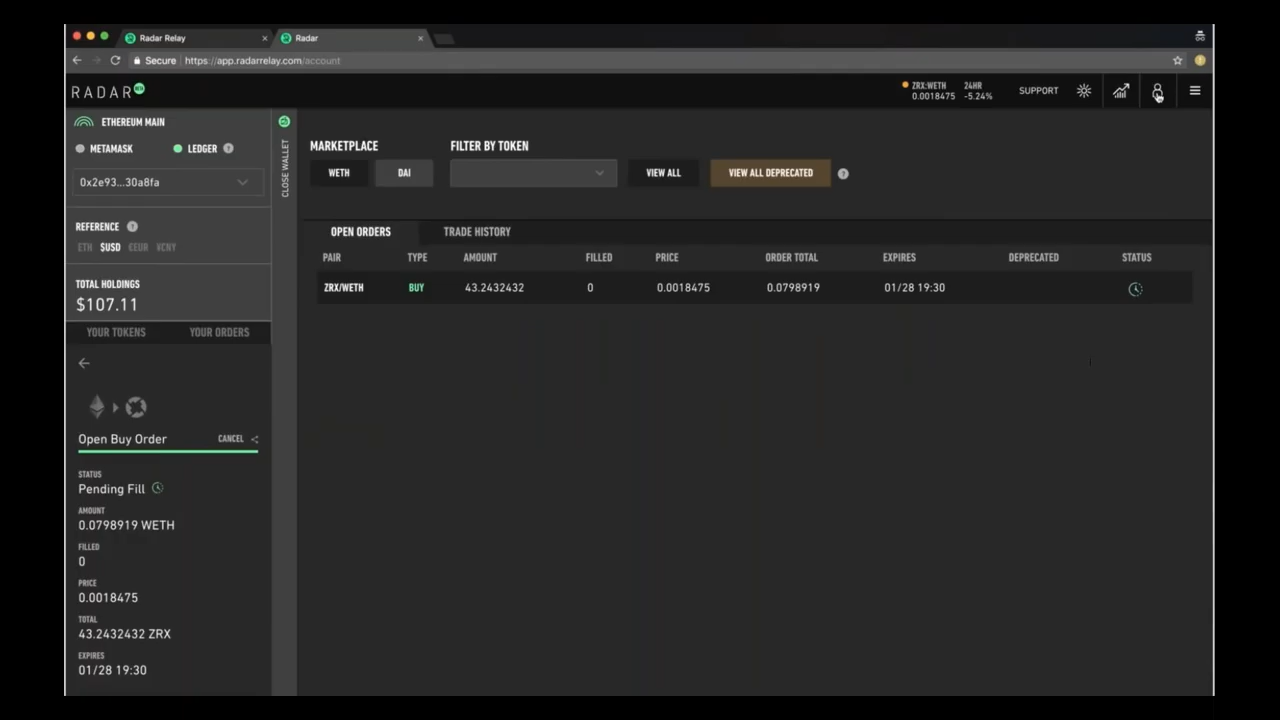 Radar Relay
Radar
Secure https://app.radarrelay.com/account
RADAR
ZRX:WETH 24HR
0.0018475 -5.24%
SUPPORT
ETHEREUM MAIN
METAMASK LEDGER ?
0x2e93...30a8fa
REFERENCE ?
ETH $USD €EUR ¥CNY
TOTAL HOLDINGS
$107.11
YOUR TOKENS YOUR ORDERS
Open Buy Order CANCEL
STATUS
Pending Fill
AMOUNT
0.0798919 WETH
FILLED
0
PRICE
0.0018475
TOTAL
43.2432432 ZRX
EXPIRES
01/28 19:30
CLOSE WALLET
MARKETPLACE FILTER BY TOKEN
WETH DAI VIEW ALL VIEW ALL DEPRECATED ?
OPEN ORDERS TRADE HISTORY
PAIR TYPE AMOUNT FILLED PRICE ORDER TOTAL EXPIRES DEPRECATED STATUS
ZRX/WETH BUY 43.2432432 0 0.0018475 0.0798919 01/28 19:30